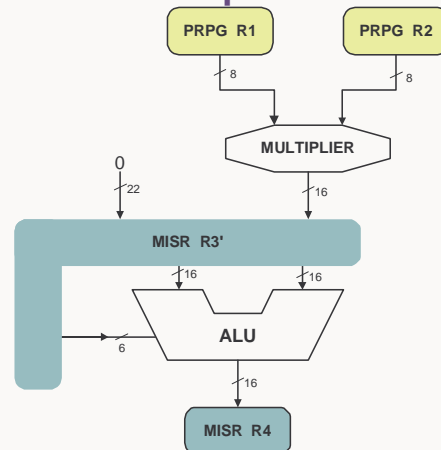 PRPG R1
PRPG R2
8
8
MULTIPLIER
0
22
16
MISR R3'
16
16
ALU
6
16
MISR R4